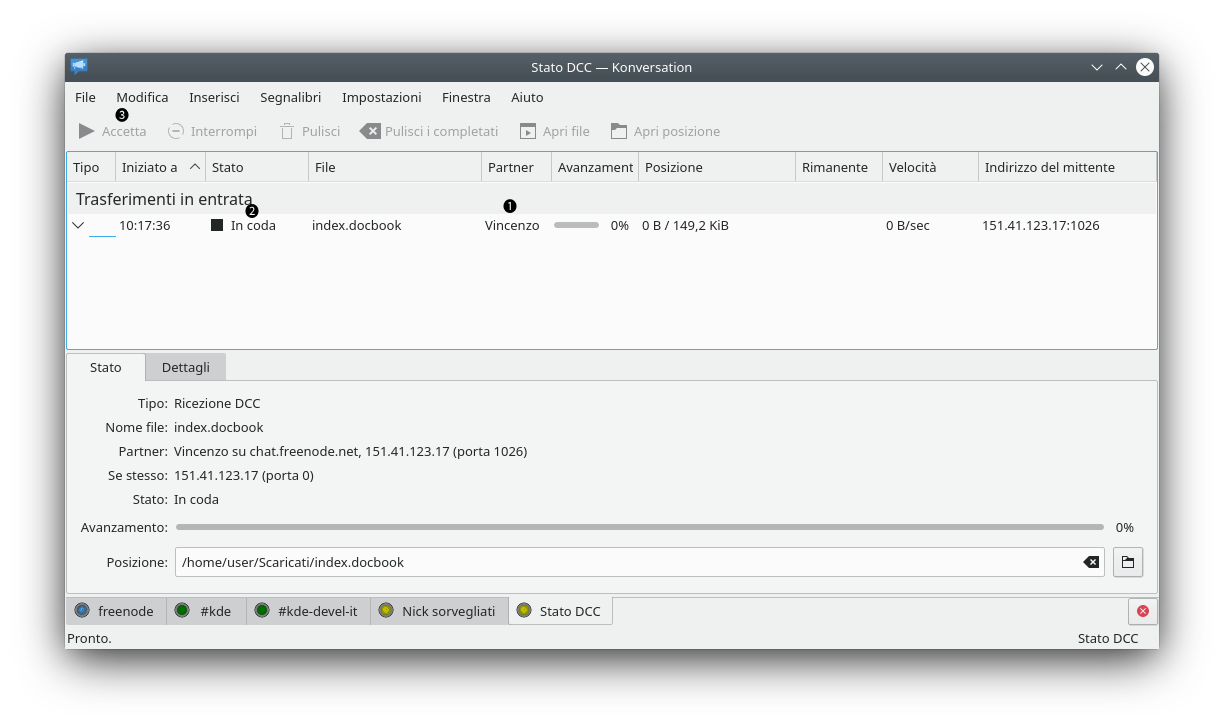 Stato DCC — Konversation
File Modifica Inserisci Segnalibri Impostazioni Finestra Aiuto
3
Accetta Interrompi Pulisci Pulisci i completati Apri file Apri posizione
Tipo Iniziato a Stato File Partner Avanzament Posizione Rimanente Velocità Indirizzo del mittente
Trasferimenti in entrata
2 1
10:17:36 In coda index.docbook Vincenzo 0% 0 B / 149,2 KiB 0 B/sec 151.41.123.17:1026
Stato Dettagli
Tipo: Ricezione DCC
Nome file: index.docbook
Partner: Vincenzo su chat.freenode.net, 151.41.123.17 (porta 1026)
Se stesso: 151.41.123.17 (porta 0)
Stato: In coda
Avanzamento: 0%
Posizione: /home/user/Scaricati/index.docbook
freenode #kde #kde-devel-it Nick sorvegliati Stato DCC
Pronto. Stato DCC